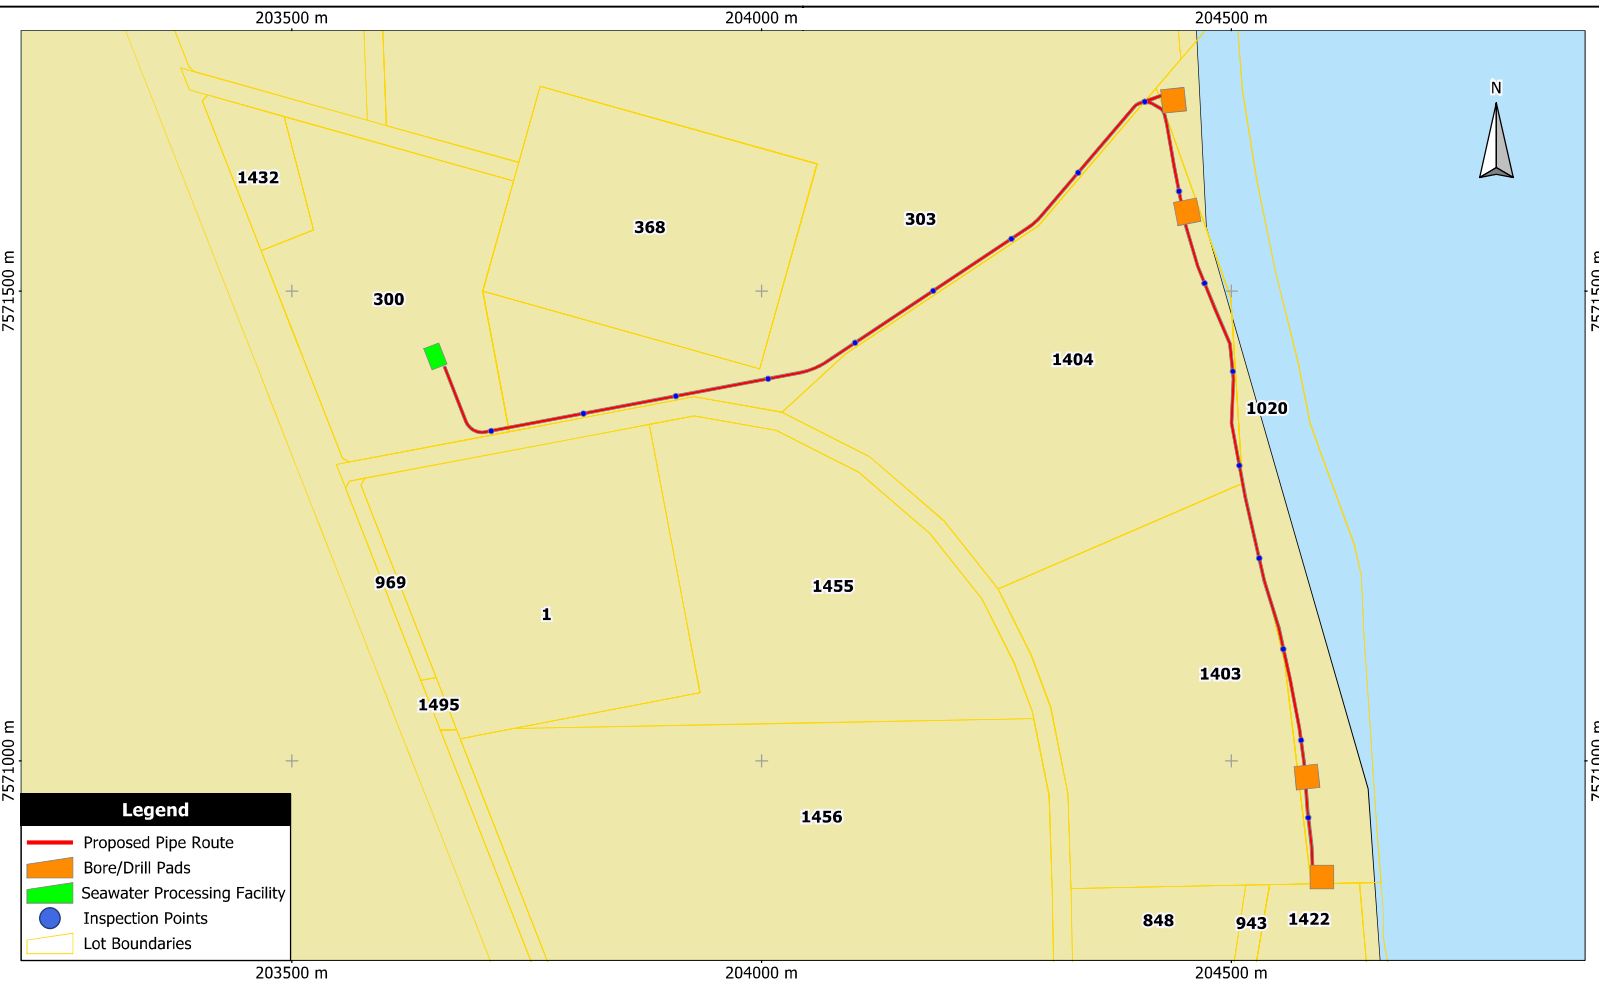 203500 m 204000 m 204500 m
N
1432
368
303
7571500 m
7571500 m
300
1404
1020
969
1455
1
1403
1495
7571000 m
7571000 m
1456
Legend
Proposed Pipe Route
Bore/Drill Pads
Seawater Processing Facility
Inspection Points
Lot Boundaries
848 943 1422
203500 m 204000 m 204500 m